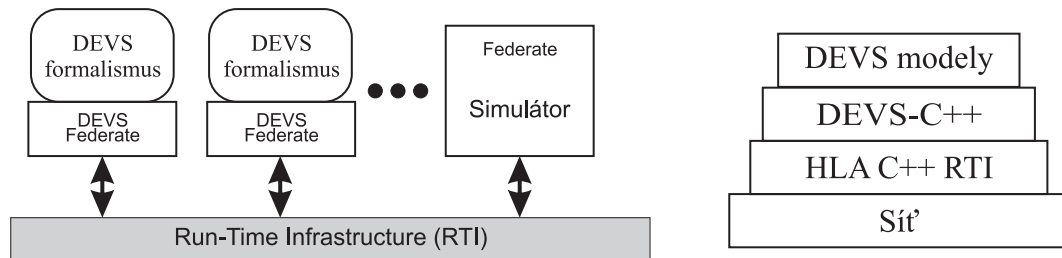 DEVS
formalismus
DEVS
Federate
DEVS
formalismus
DEVS
Federate
Federate
Simulátor
Run-Time Infrastructure (RTI)
DEVS modely
DEVS-C++
HLA C++ RTI
Síť